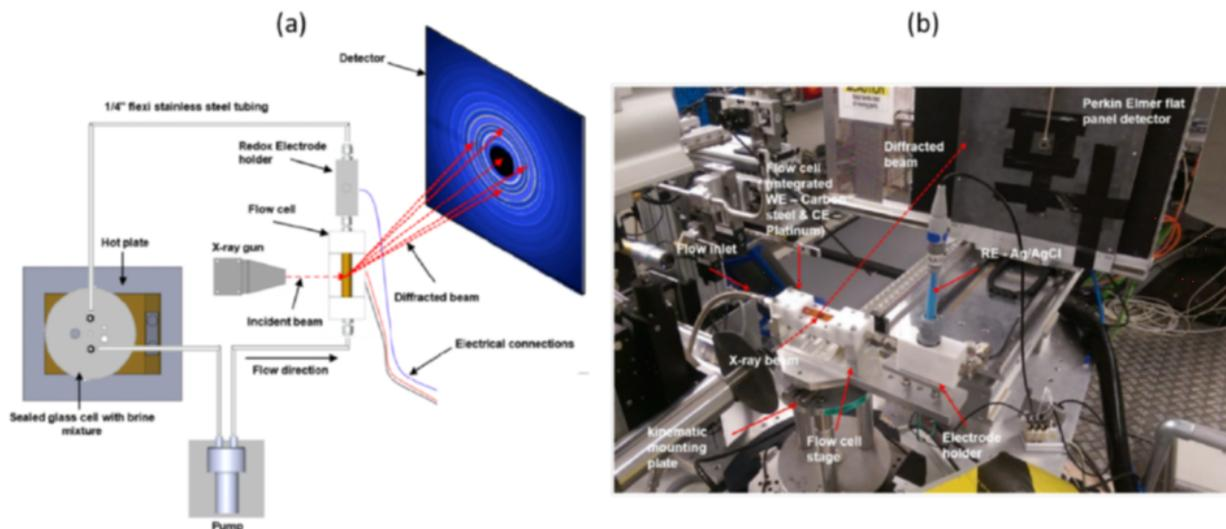 (a)
Detector
1/4" flexi stainless steel tubing
Redox Electrode
holder
Flow cell
Hot plate
X-ray gun
Diffracted beam
Incident beam
Electrical connections
Flow direction
Sealed glass cell with brine
mixture
Pump
(b)
CAUTION
Perkin Elmer flat
panel detector
Diffracted
beam
Flow cell
integrated
WE – Carbon
steel & CE –
Platinum)
Flow inlet
RE - Ag/AgCl
X-ray beam
kinematic
mounting
plate
Flow cell
stage
Electrode
holder